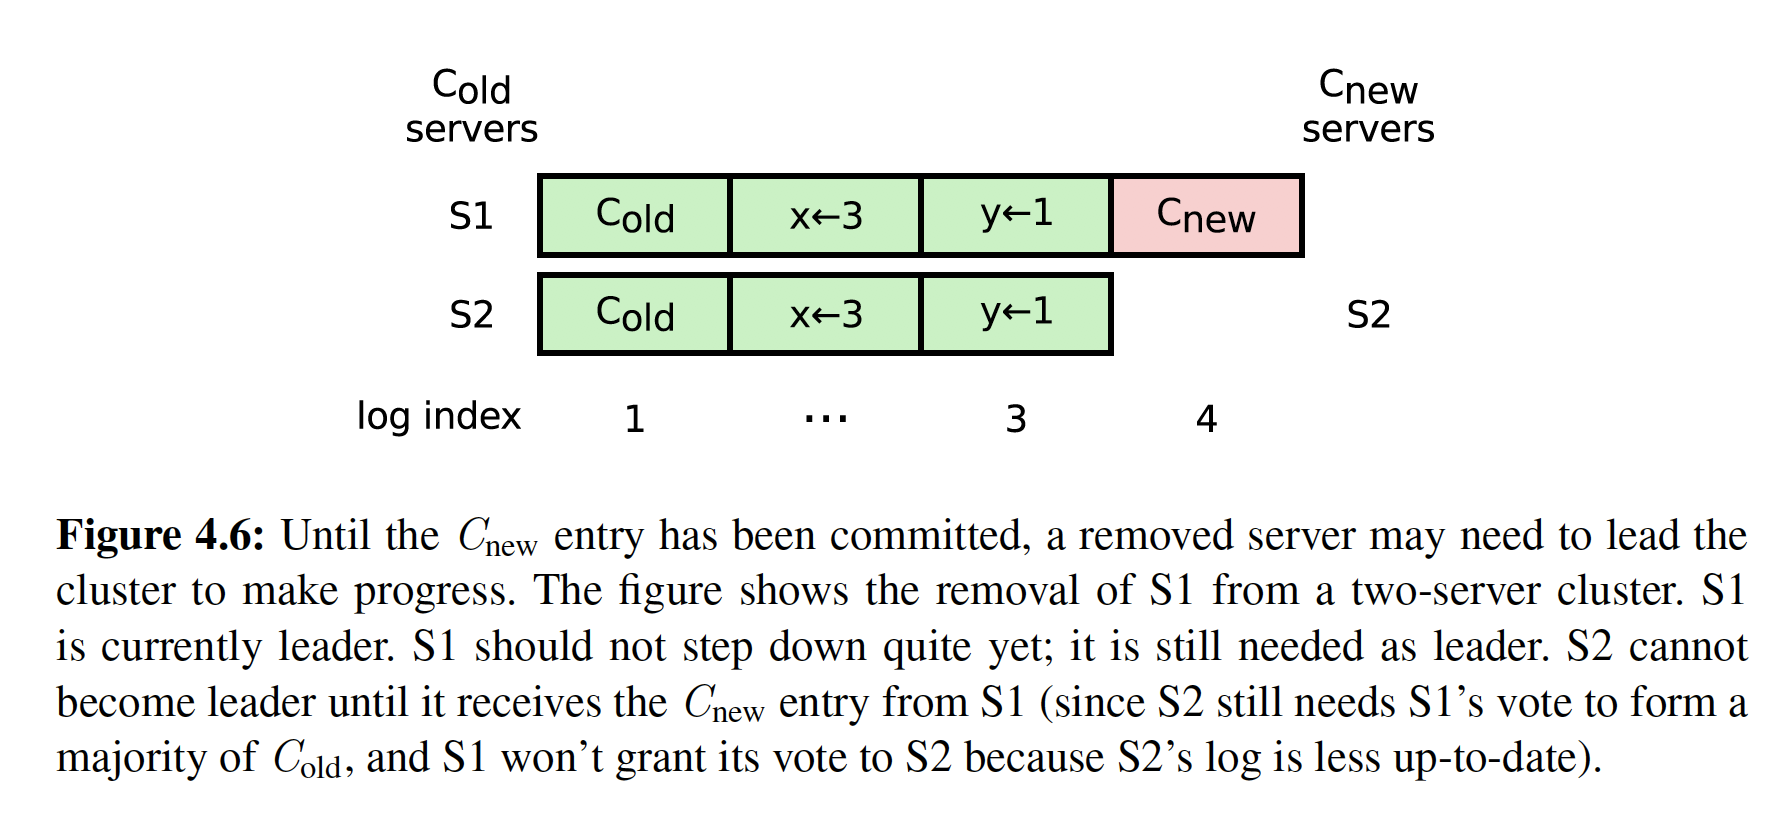 Cold Cnew
servers servers
S1 Cold x←3 y←1 Cnew
S2 Cold x←3 y←1 S2
log index 1 ⋯ 3 4
Figure 4.6: Until the Cnew entry has been committed, a removed server may need to lead the
cluster to make progress. The figure shows the removal of S1 from a two-server cluster. S1
is currently leader. S1 should not step down quite yet; it is still needed as leader. S2 cannot
become leader until it receives the Cnew entry from S1 (since S2 still needs S1’s vote to form a
majority of Cold, and S1 won’t grant its vote to S2 because S2’s log is less up-to-date).